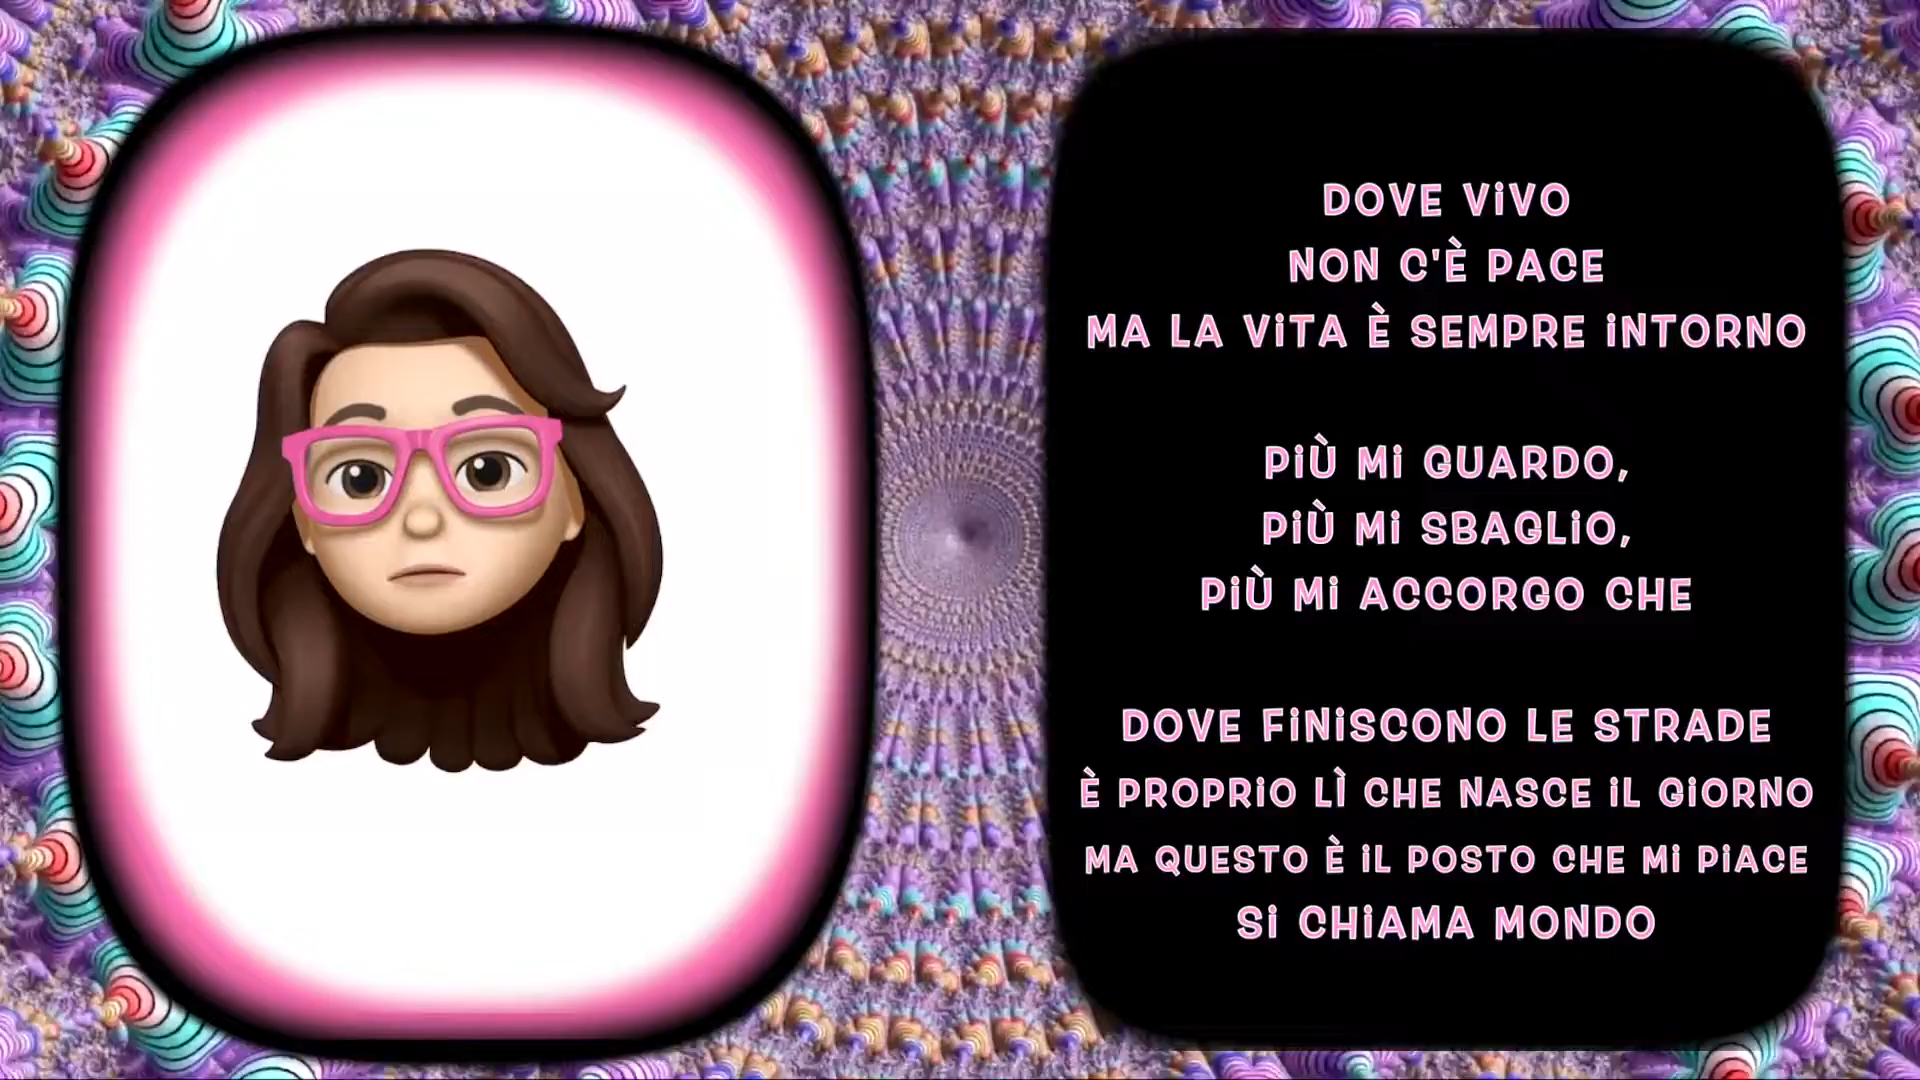 DOVE ViVO
NON C'È PACE
MA LA ViTA È SEMPRE iNTORNO
PiÙ Mi GUARDO,
PiÙ Mi SBAGLiO,
PiÙ Mi ACCORGO CHE
DOVE FiNiSCONO LE STRADE
È PROPRiO LÌ CHE NASCE iL GiORNO
MA QUESTO È iL POSTO CHE Mi PiACE
Si CHiAMA MONDO